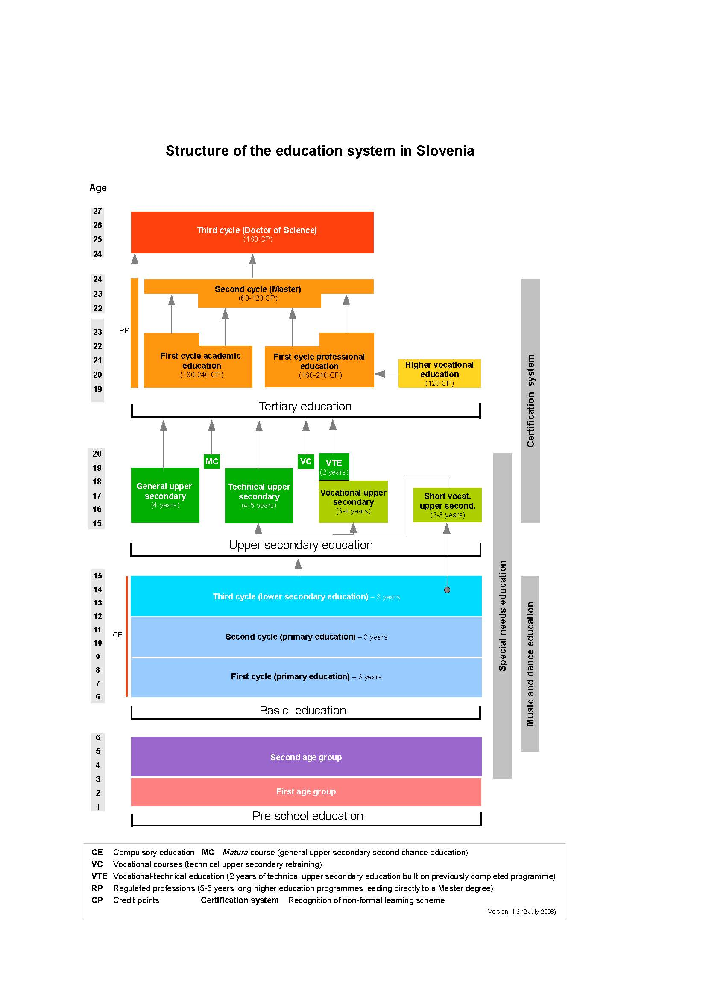 Structure of the education system in Slovenia
Age
27
26
25
24
Third cycle (Doctor of Science)
(180 CP)
24
23
22
Second cycle (Master)
(60-120 CP)
RP
23
22
21
20
19
First cycle academic
education
(180-240 CP)
First cycle professional
education
(180-240 CP)
Higher vocational
education
(120 CP)
Tertiary education
Certification system
20
19
18
17
16
15
General upper
secondary
(4 years)
MC
Technical upper
secondary
(4-5 years)
VC
VTE
(2 years)
Vocational upper
secondary
(3-4 years)
Short vocat.
upper second.
(2-3 years)
Upper secondary education
Special needs education
15
14
13
12
11
10
9
8
7
6
CE
Third cycle (lower secondary education) – 3 years
Second cycle (primary education) – 3 years
First cycle (primary education) – 3 years
Basic education
Music and dance education
6
5
4
3
2
1
Second age group
First age group
Pre-school education
CE Compulsory education MC Matura course (general upper secondary second chance education)
VC Vocational courses (technical upper secondary retraining)
VTE Vocational-technical education (2 years of technical upper secondary education built on previously completed programme)
RP Regulated professions (5-6 years long higher education programmes leading directly to a Master degree)
CP Credit points Certification system Recognition of non-formal learning scheme
Version: 1.6 (2 July 2008)